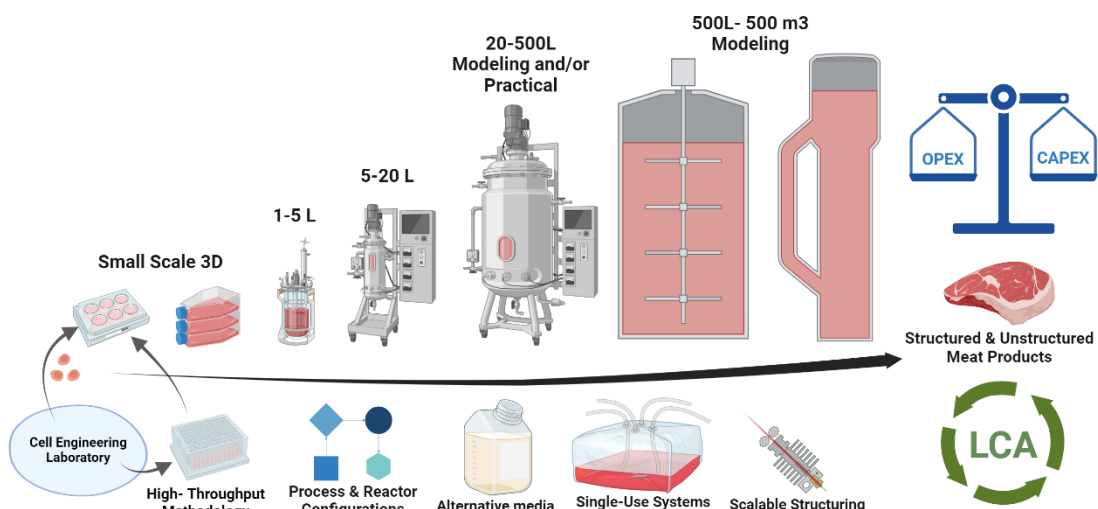 500L- 500 m3
Modeling
20-500L
Modeling and/or
Practical
5-20 L
1-5 L
Small Scale 3D
OPEX
CAPEX
Structured & Unstructured
Meat Products
Cell Engineering
Laboratory
LCA
High- Throughput
Methodology
Process & Reactor
Configurations
Alternative media
Single-Use Systems
Scalable Structuring